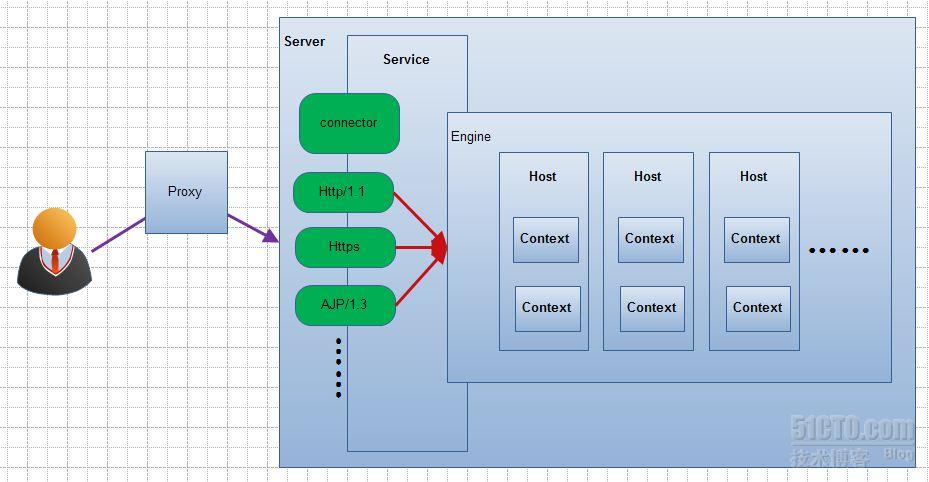 Server
Service
connector
Engine
Host
Host
Host
Proxy
Http/1.1
Context
Context
Context
Https
......
AJP/1.3
Context
Context
Context
51CTO.com
技术博客 Blog